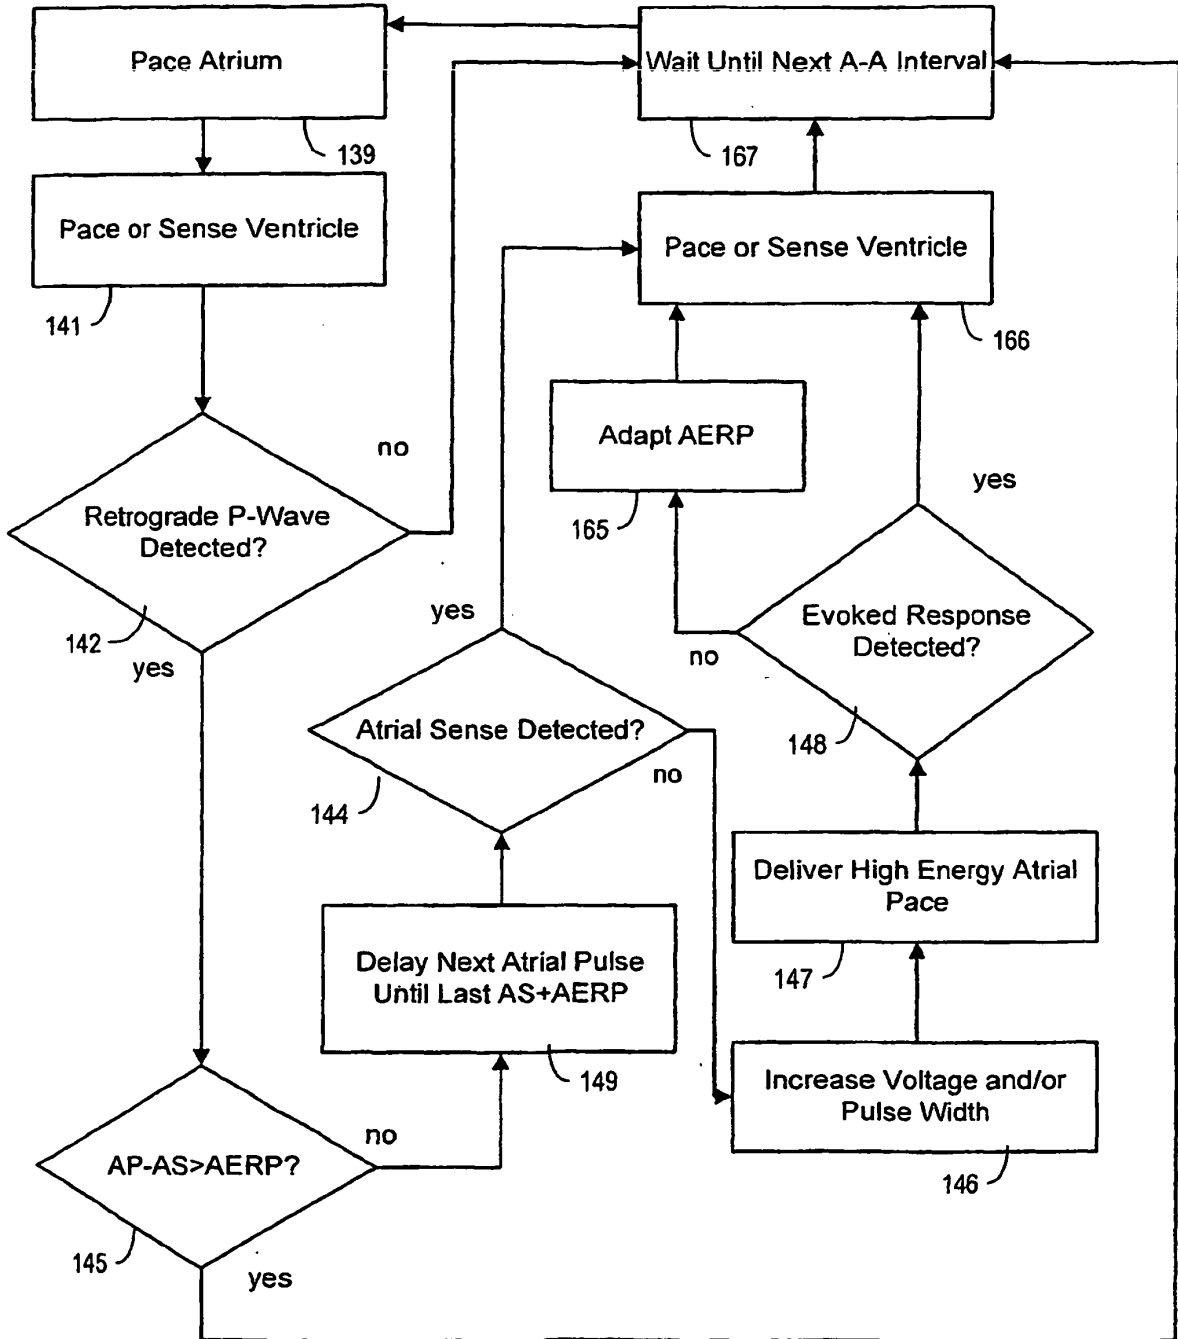 Pace Atrium
139
Wait Until Next A-A Interval
167
Pace or Sense Ventricle
141
Pace or Sense Ventricle
166
Adapt AERP
165
no
Retrograde P-Wave
Detected?
142
yes
yes
Evoked Response
Detected?
148
no
yes
Atrial Sense Detected?
144
no
Deliver High Energy Atrial
Pace
147
Delay Next Atrial Pulse
Until Last AS+AERP
149
Increase Voltage and/or
Pulse Width
146
AP-AS>AERP?
145
no
yes